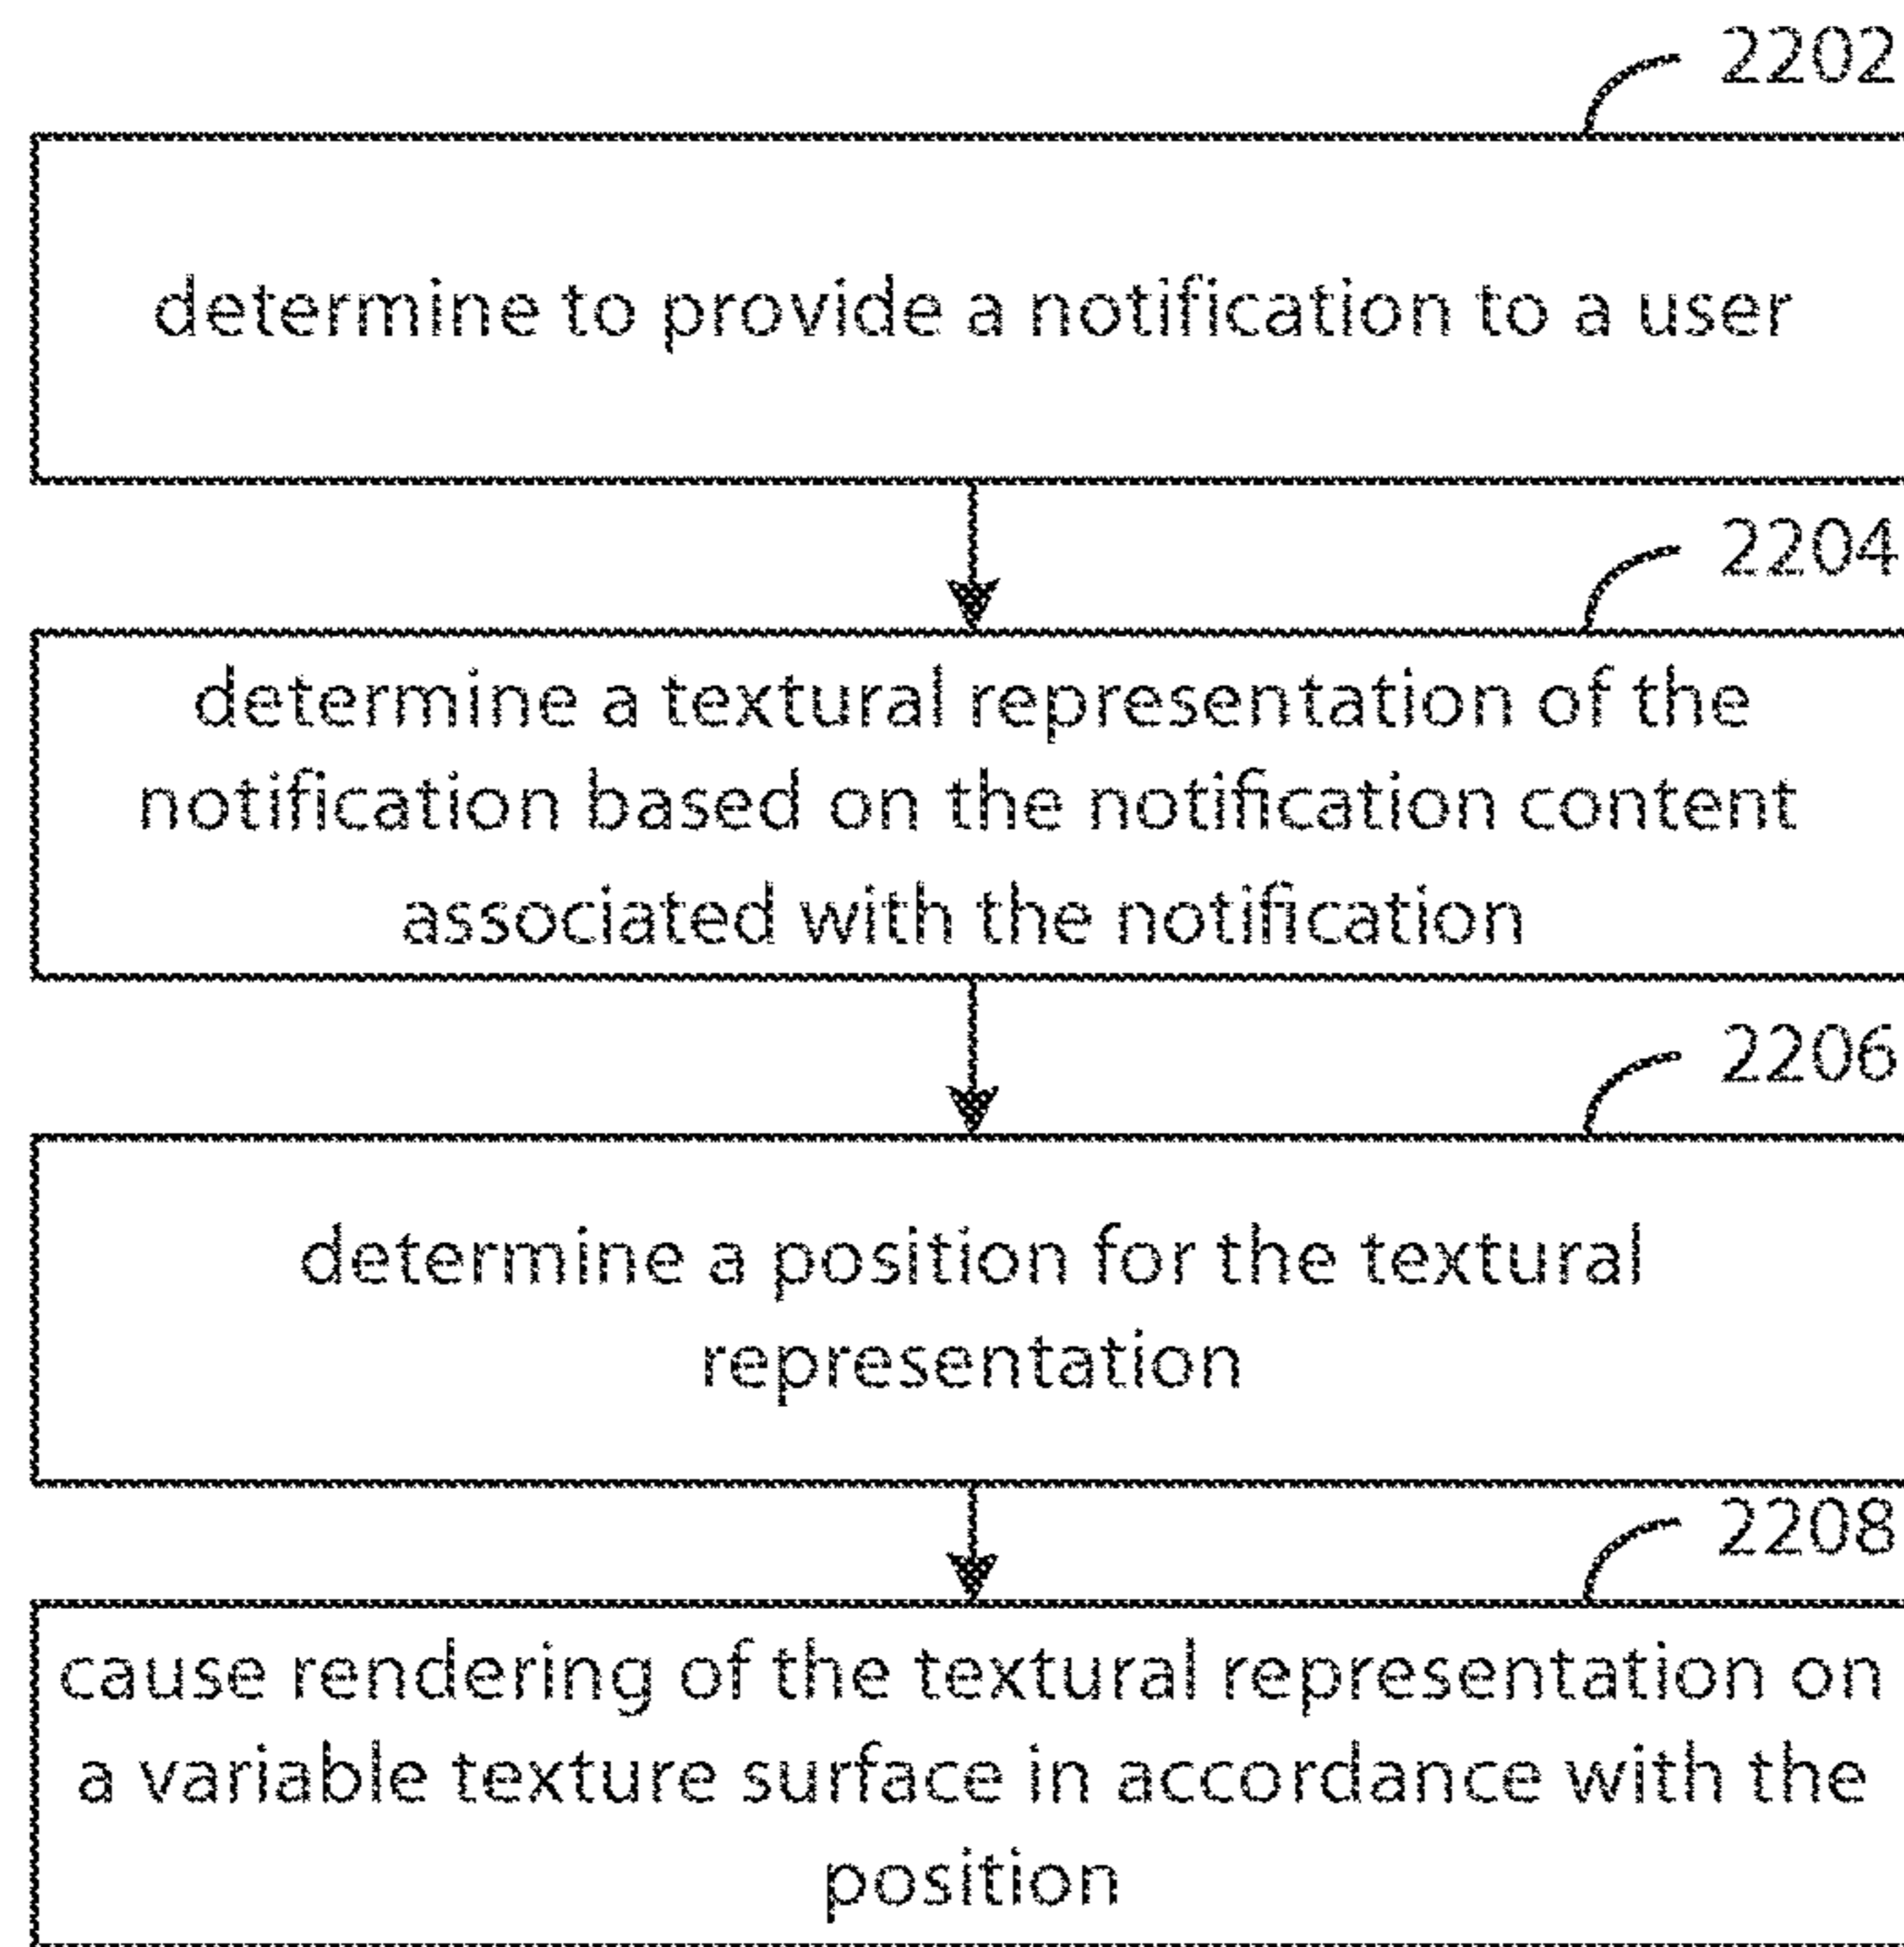 2202
determine to provide a notification to a user
2204
determine a textural representation of the
notification based on the notification content
associated with the notification
2206
determine a position for the textural
representation
2208
cause rendering of the textural representation on
a variable texture surface in accordance with the
position